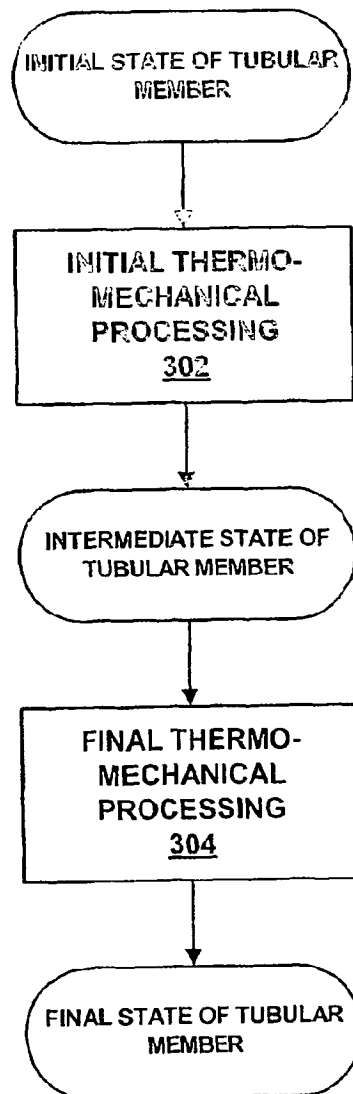 INITIAL STATE OF TUBULAR
MEMBER
INITIAL THERMO-
MECHANICAL
PROCESSING
302
INTERMEDIATE STATE OF
TUBULAR MEMBER
FINAL THERMO-
MECHANICAL
PROCESSING
304
FINAL STATE OF TUBULAR
MEMBER